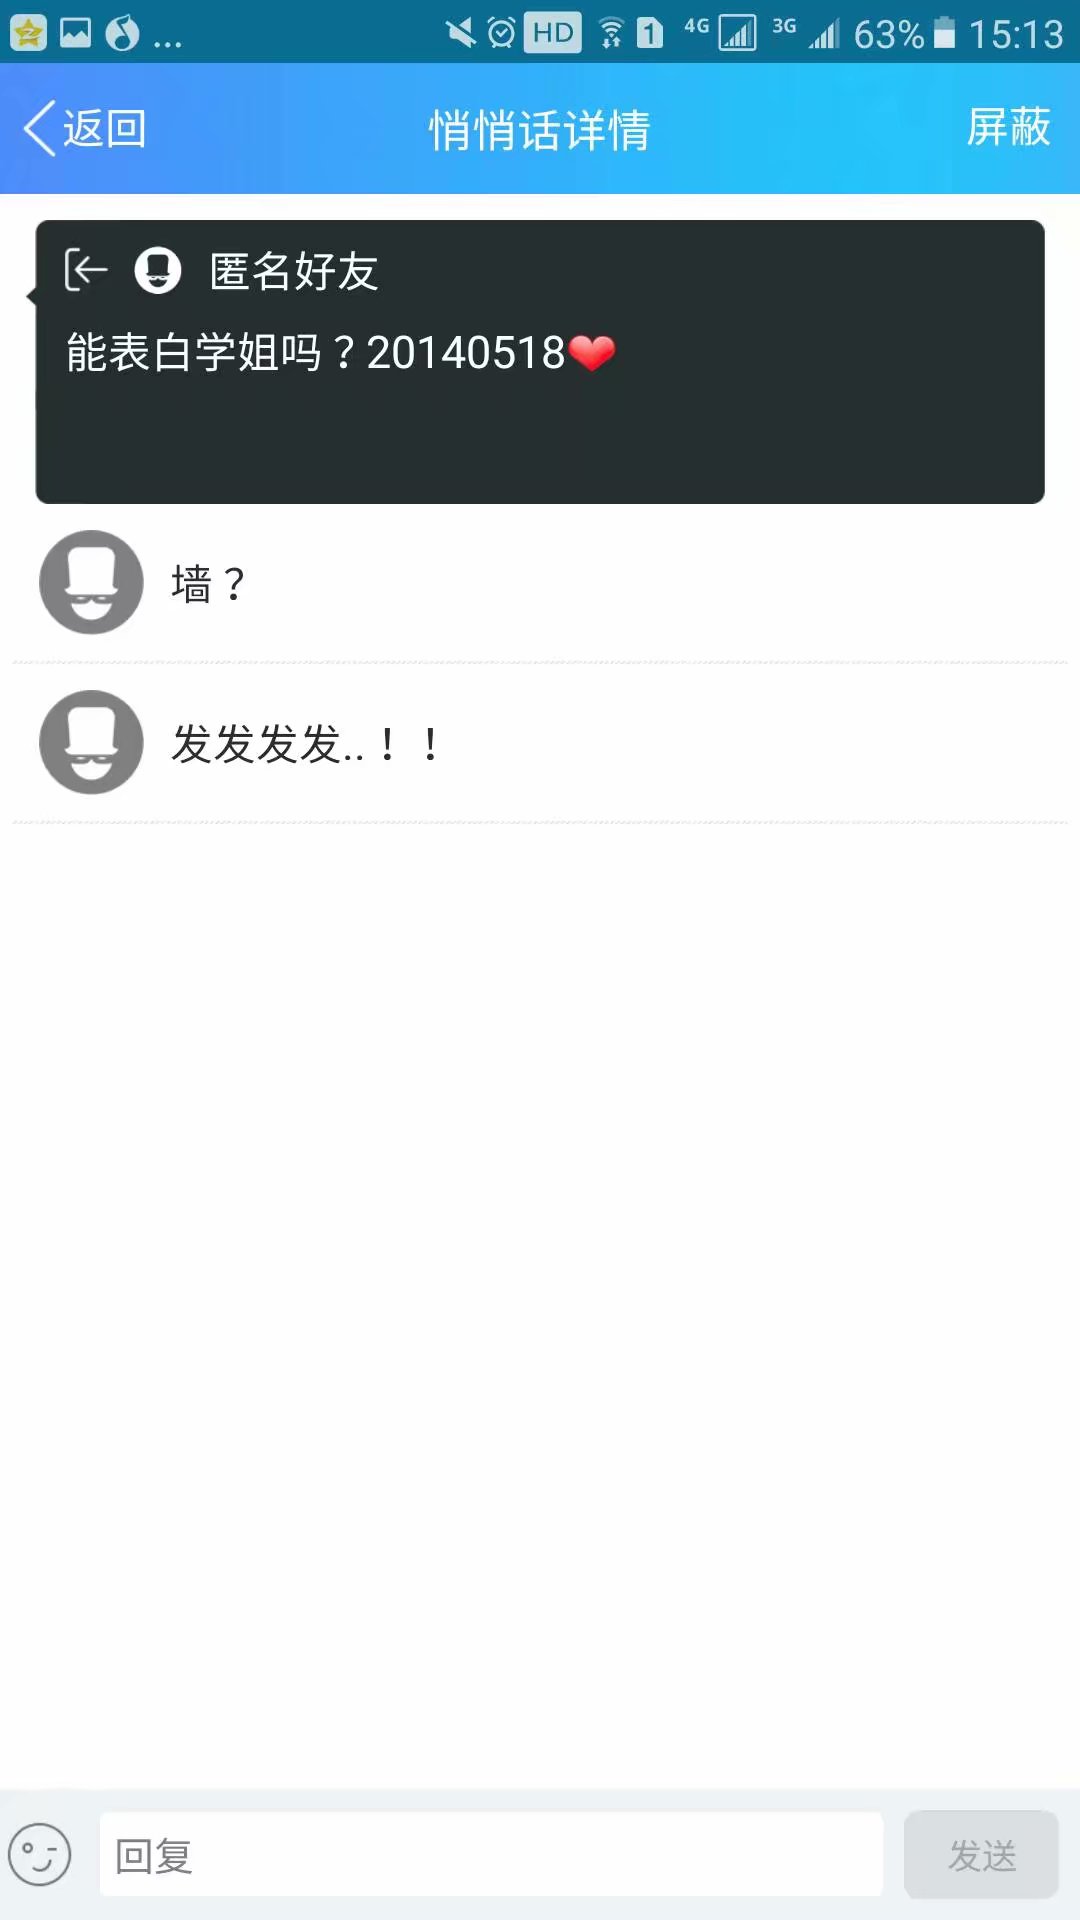 ... HD 1 4G 3G 63% 15:13
返回 悄悄话详情 屏蔽
匿名好友
能表白学姐吗？20140518❤
墙？
发发发发..！！
回复 发送